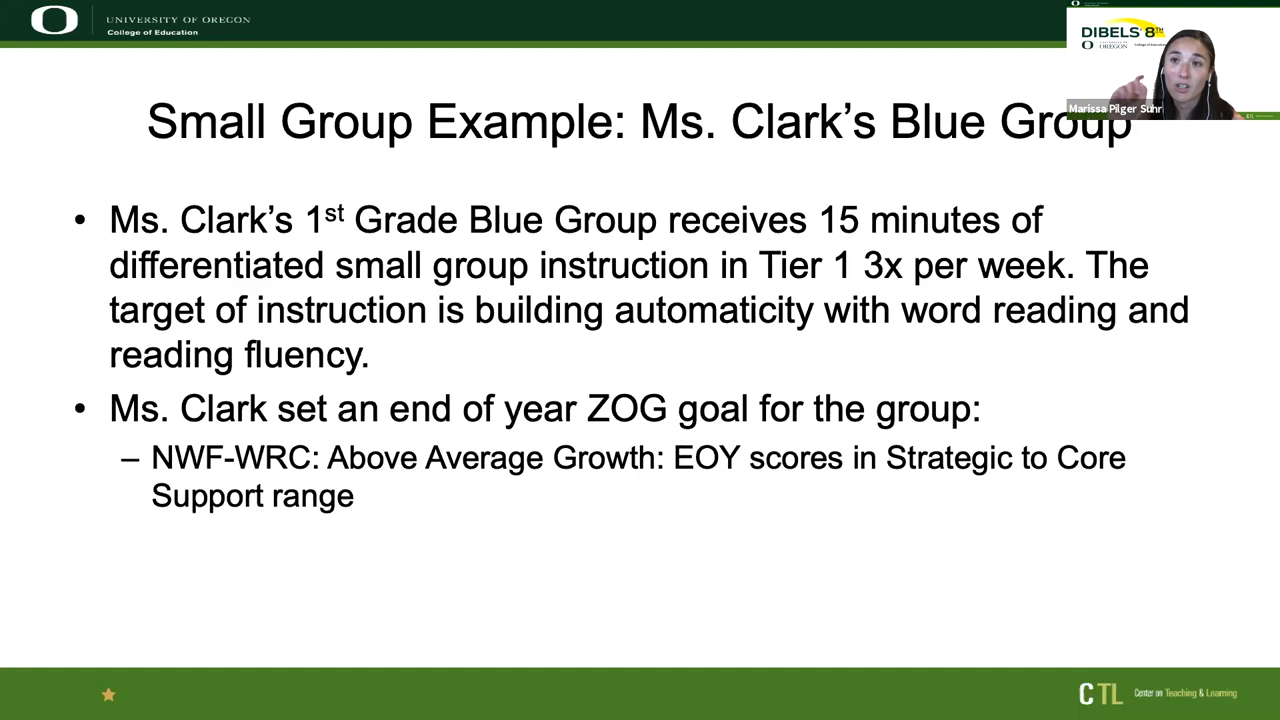 UNIVERSITY OF OREGON
College of Education
DIBELS 8TH
OREGON
Marissa Pilger Suhr
Small Group Example: Ms. Clark’s Blue Group
• Ms. Clark’s 1st Grade Blue Group receives 15 minutes of
differentiated small group instruction in Tier 1 3x per week. The
target of instruction is building automaticity with word reading and
reading fluency.
• Ms. Clark set an end of year ZOG goal for the group:
– NWF-WRC: Above Average Growth: EOY scores in Strategic to Core
Support range
CTL Center on Teaching & Learning